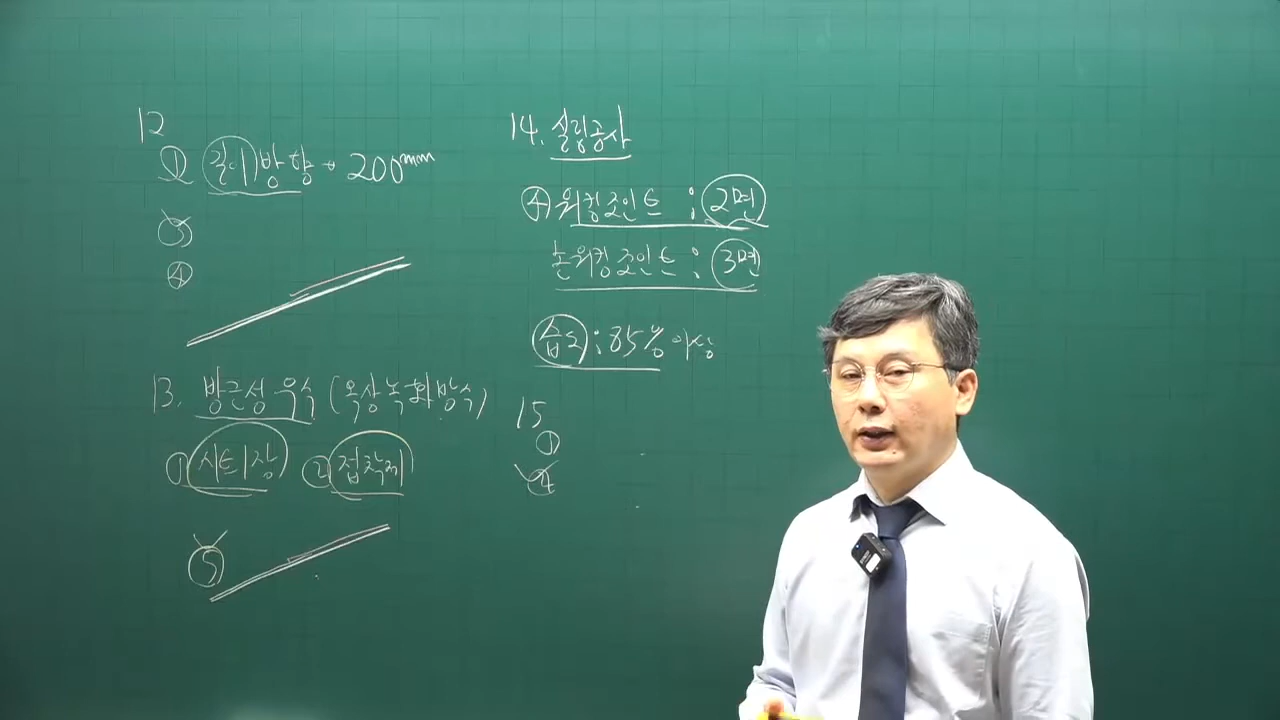 12
① 길이방향 → 200mm
⑤
④
13. 방근성 우수 (옥상녹화방수)
① 시트재 ② 접착제
⑤
14. 실링공사
④ 워킹조인트 : 2면
논워킹조인트 : 3면
습도 : 85% 이상
15
①
④